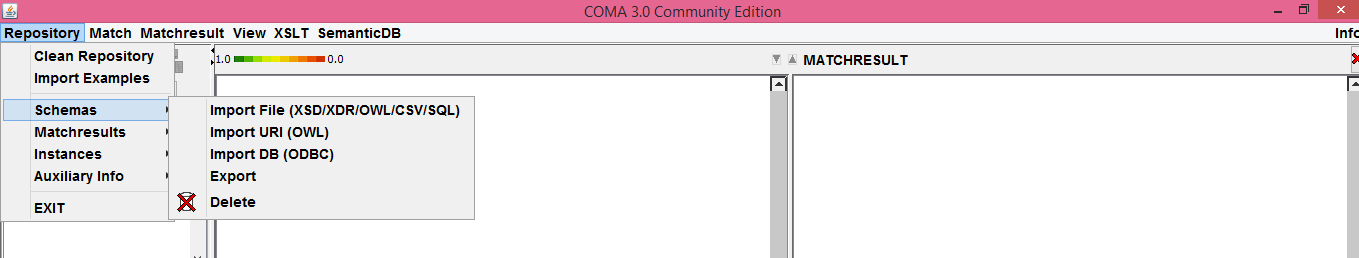 COMA 3.0 Community Edition
Repository Match Matchresult View XSLT SemanticDB Info
Clean Repository
1.0 0.0 MATCHRESULT
Import Examples
Schemas
Import File (XSD/XDR/OWL/CSV/SQL)
Matchresults
Import URI (OWL)
Instances
Import DB (ODBC)
Auxiliary Info
Export
Delete
EXIT